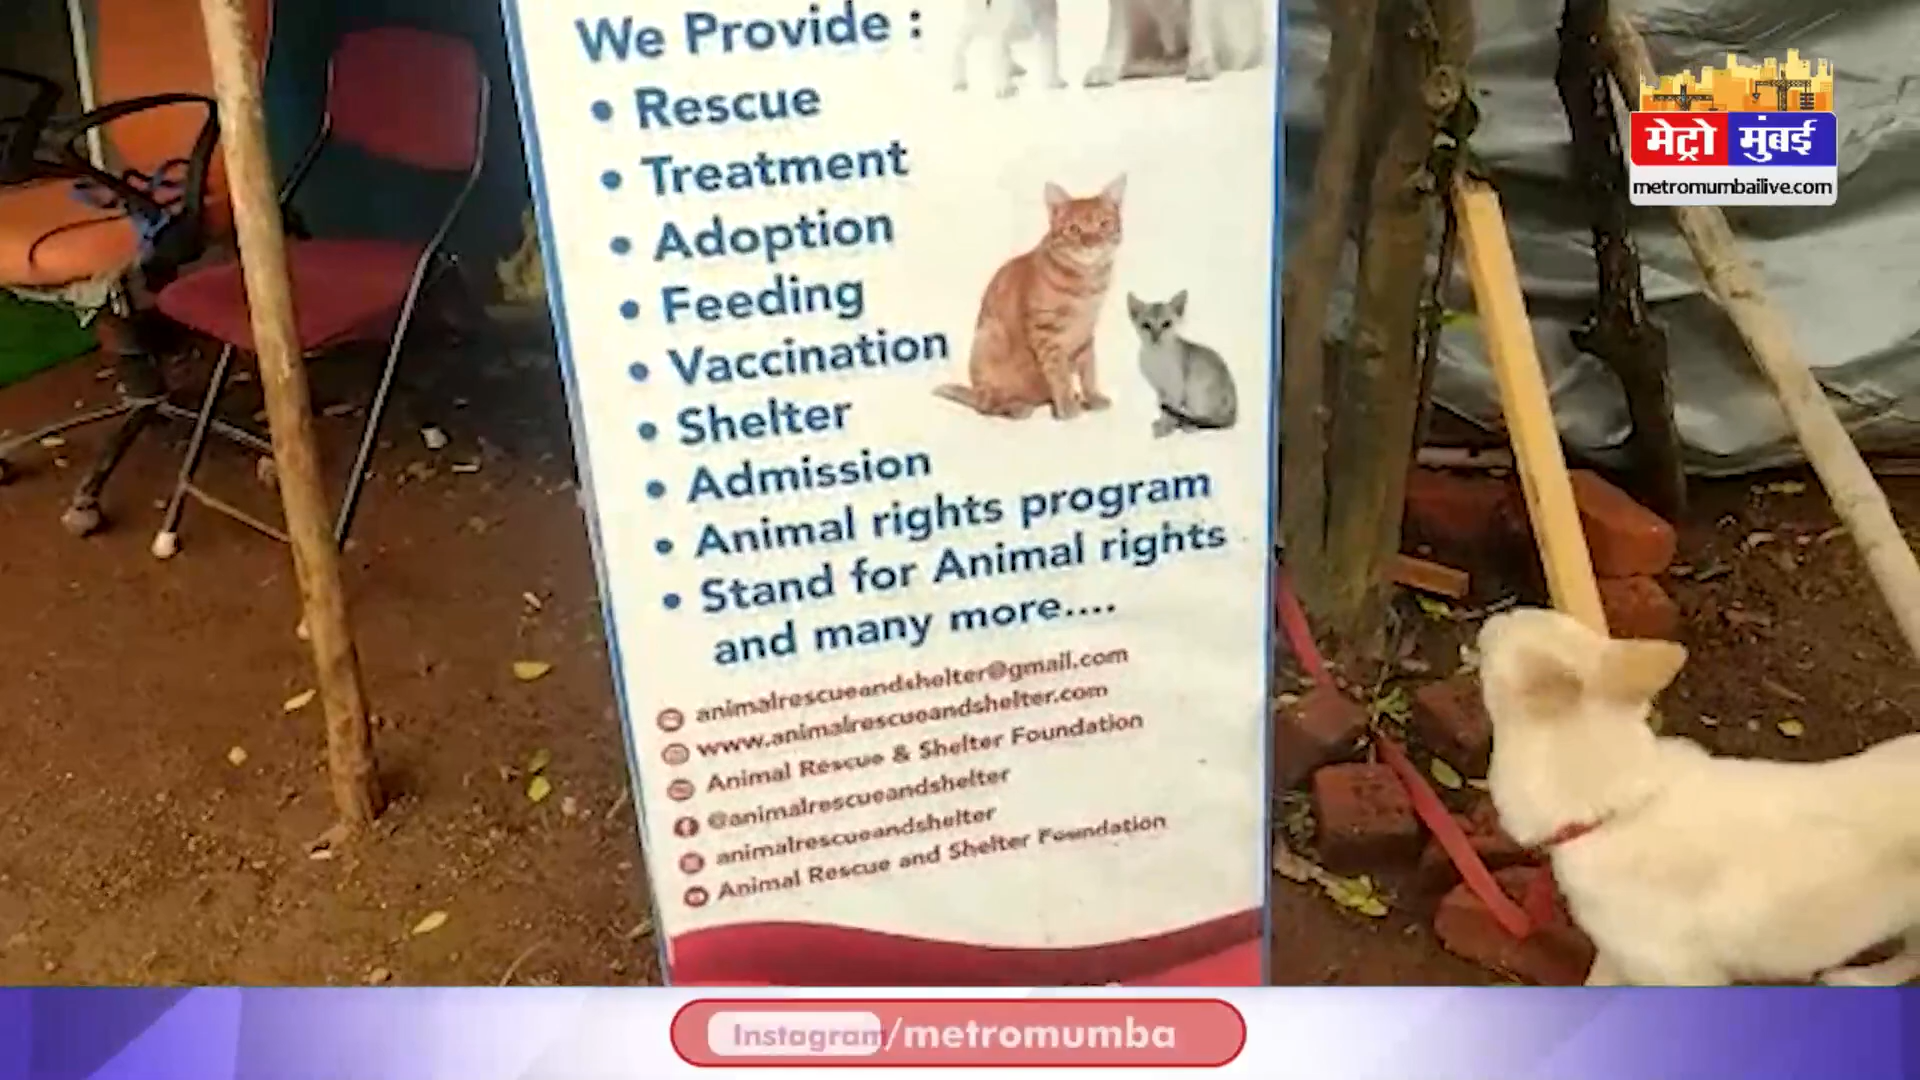 We Provide :
• Rescue
• Treatment
• Adoption
• Feeding
• Vaccination
• Shelter
• Admission
• Animal rights program
• Stand for Animal rights
and many more....
animalrescueandshelter@gmail.com
www.animalrescueandshelter.com
Animal Rescue & Shelter Foundation
@animalrescueandshelter
animalrescueandshelter
Animal Rescue and Shelter Foundation
मेट्रो मुंबई
metromumbailive.com
Instagram/metromumba